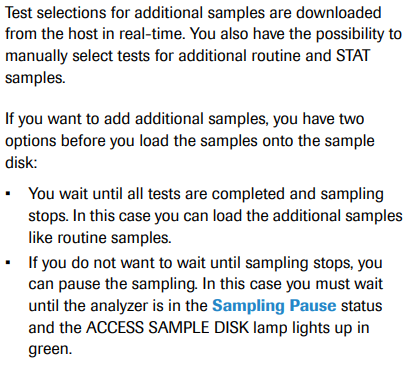 Test selections for additional samples are downloaded
from the host in real-time. You also have the possibility to
manually select tests for additional routine and STAT
samples.
If you want to add additional samples, you have two
options before you load the samples onto the sample
disk:
▪ You wait until all tests are completed and sampling
stops. In this case you can load the additional samples
like routine samples.
▪ If you do not want to wait until sampling stops, you
can pause the sampling. In this case you must wait
until the analyzer is in the Sampling Pause status
and the ACCESS SAMPLE DISK lamp lights up in
green.